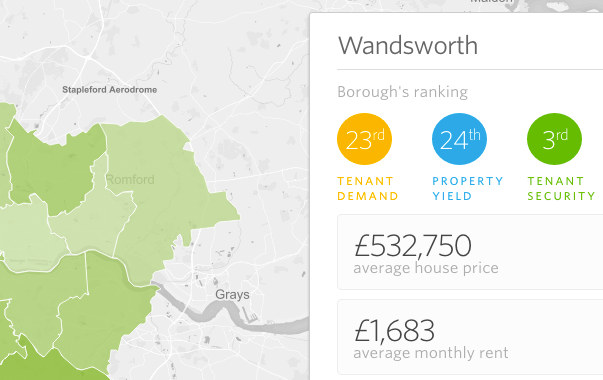 Wandsworth
Stapleford Aerodrome
Borough's ranking
23rd
24th
3rd
TENANT DEMAND
PROPERTY YIELD
TENANT SECURITY
Romford
£532,750
average house price
Grays
£1,683
average monthly rent